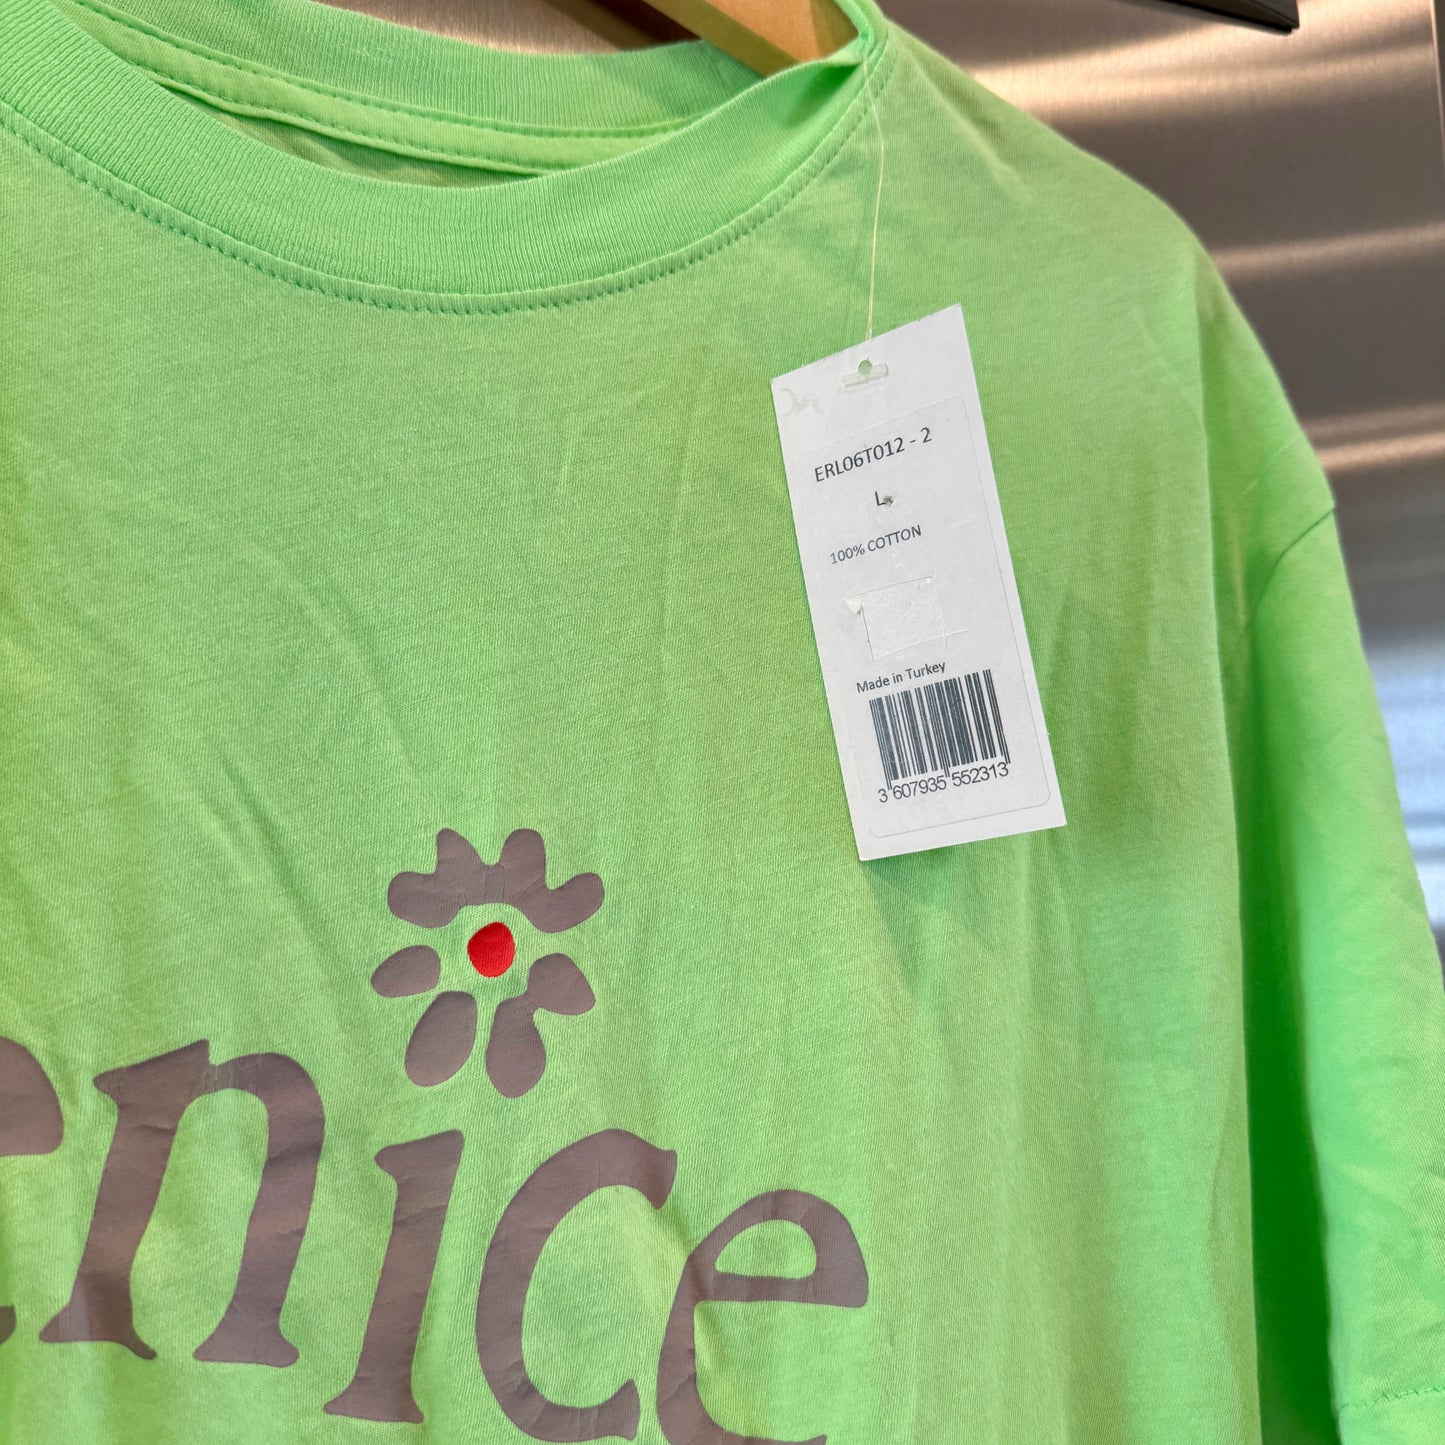 ERL06T012 - 2
L
100% COTTON
Made in Turkey
3 607935 552313
enice